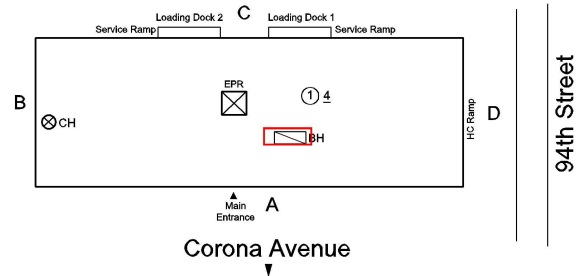 C
Loading Dock 2
Loading Dock 1
Service Ramp
Service Ramp
EPR
1 4
B
CH
BH
HC Ramp
D
94th Street
Main
Entrance
A
Corona Avenue